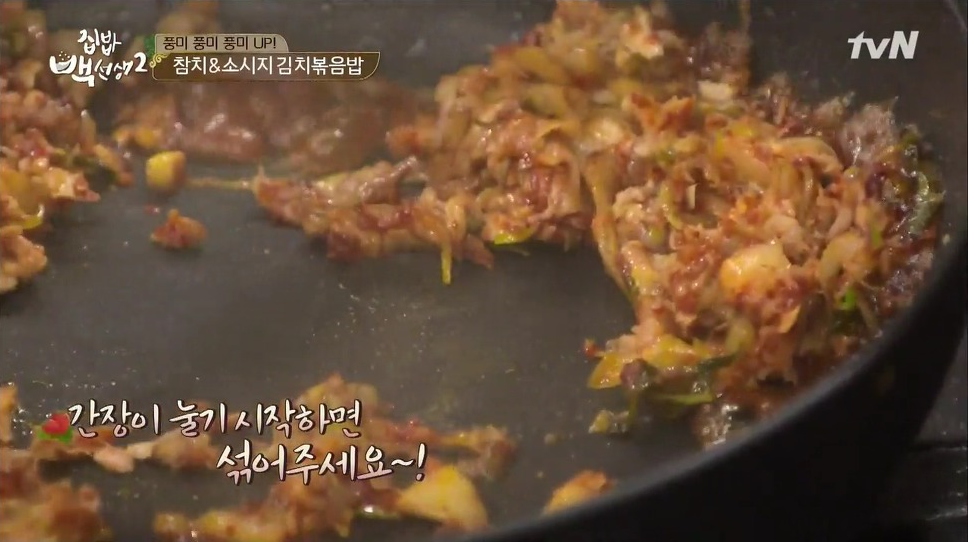 집밥
백선생2
풍미 풍미 풍미 UP!
참치&소시지 김치볶음밥
tvN
간장이 눌기 시작하면
섞어주세요~!